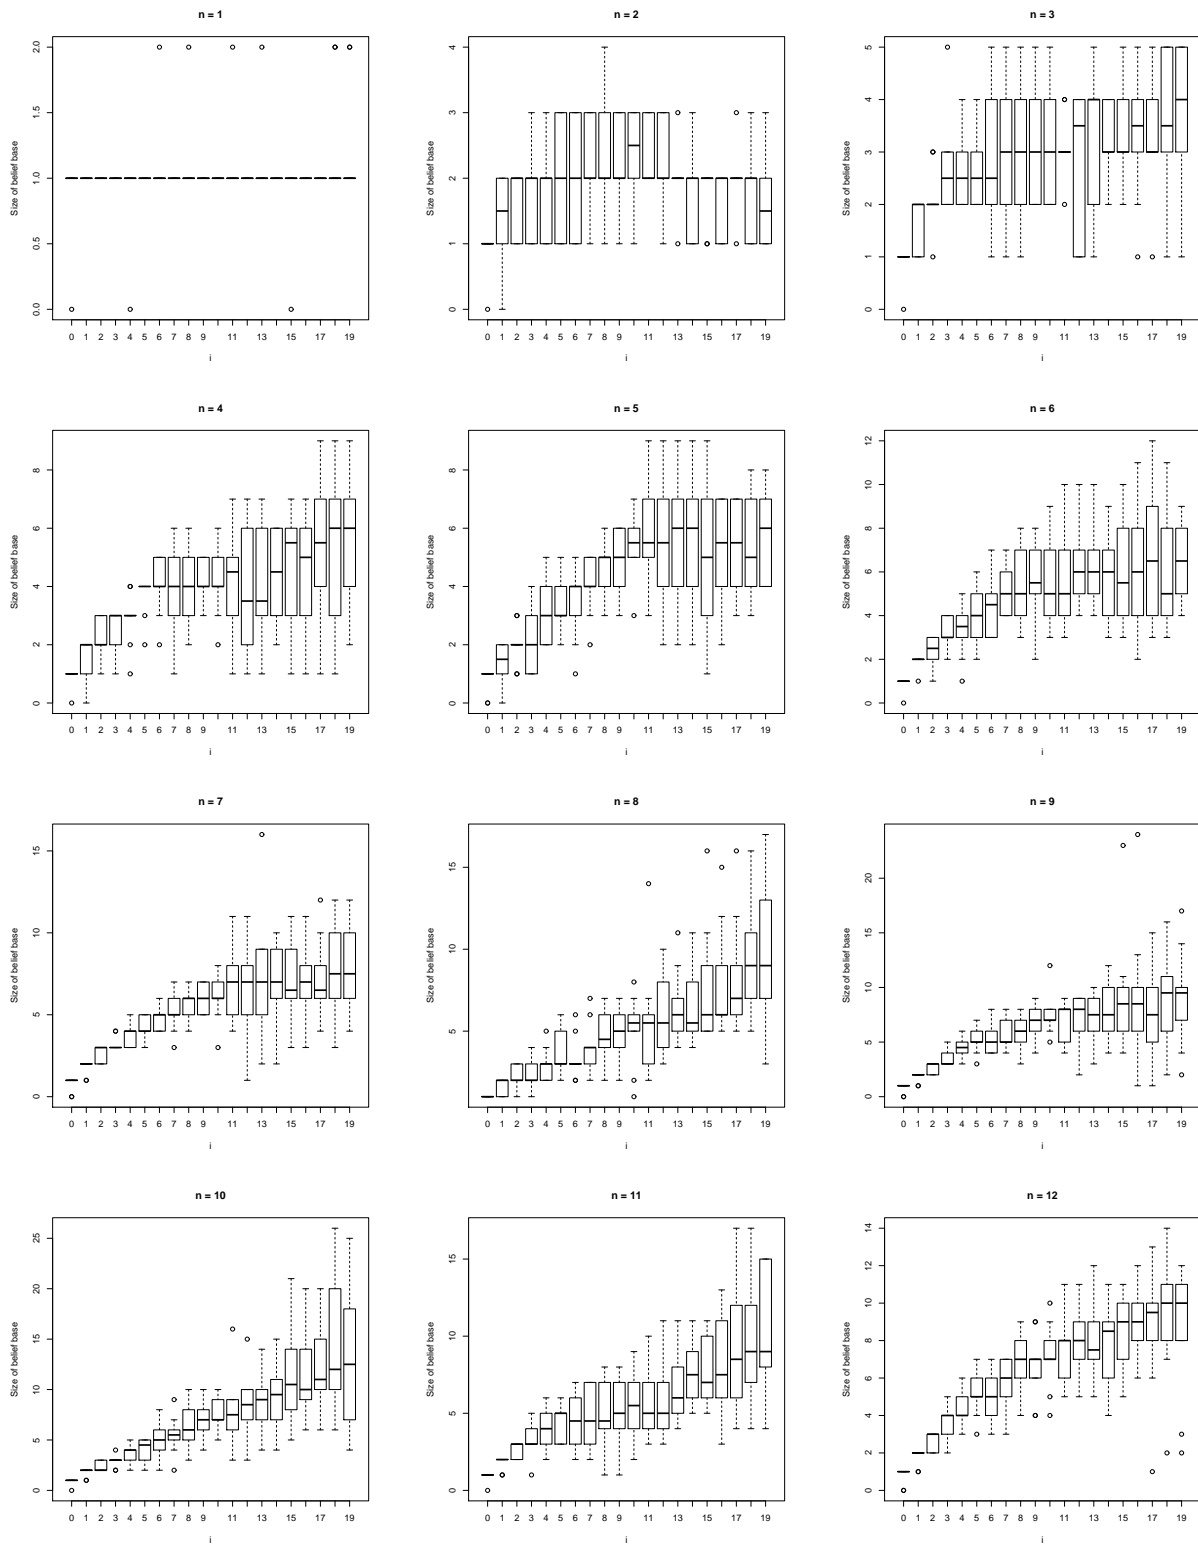 n = 1
n = 2
n = 3
Size of belief base
0.0 0.5 1.0 1.5 2.0
0 1 2 3 4 5 6 7 8 9 11 13 15 17 19
i
Size of belief base
0 1 2 3 4
0 1 2 3 4 5 6 7 8 9 11 13 15 17 19
i
Size of belief base
0 1 2 3 4 5
0 1 2 3 4 5 6 7 8 9 11 13 15 17 19
i
n = 4
n = 5
n = 6
Size of belief base
0 2 4 6 8
0 1 2 3 4 5 6 7 8 9 11 13 15 17 19
i
Size of belief base
0 2 4 6 8
0 1 2 3 4 5 6 7 8 9 11 13 15 17 19
i
Size of belief base
0 2 4 6 8 10 12
0 1 2 3 4 5 6 7 8 9 11 13 15 17 19
i
n = 7
n = 8
n = 9
Size of belief base
0 5 10 15
0 1 2 3 4 5 6 7 8 9 11 13 15 17 19
i
Size of belief base
5 10 15
0 1 2 3 4 5 6 7 8 9 11 13 15 17 19
i
Size of belief base
0 5 10 15 20
0 1 2 3 4 5 6 7 8 9 11 13 15 17 19
i
n = 10
n = 11
n = 12
Size of belief base
0 5 10 15 20 25
0 1 2 3 4 5 6 7 8 9 11 13 15 17 19
i
Size of belief base
0 5 10 15
0 1 2 3 4 5 6 7 8 9 11 13 15 17 19
i
Size of belief base
0 2 4 6 8 10 12 14
0 1 2 3 4 5 6 7 8 9 11 13 15 17 19
i